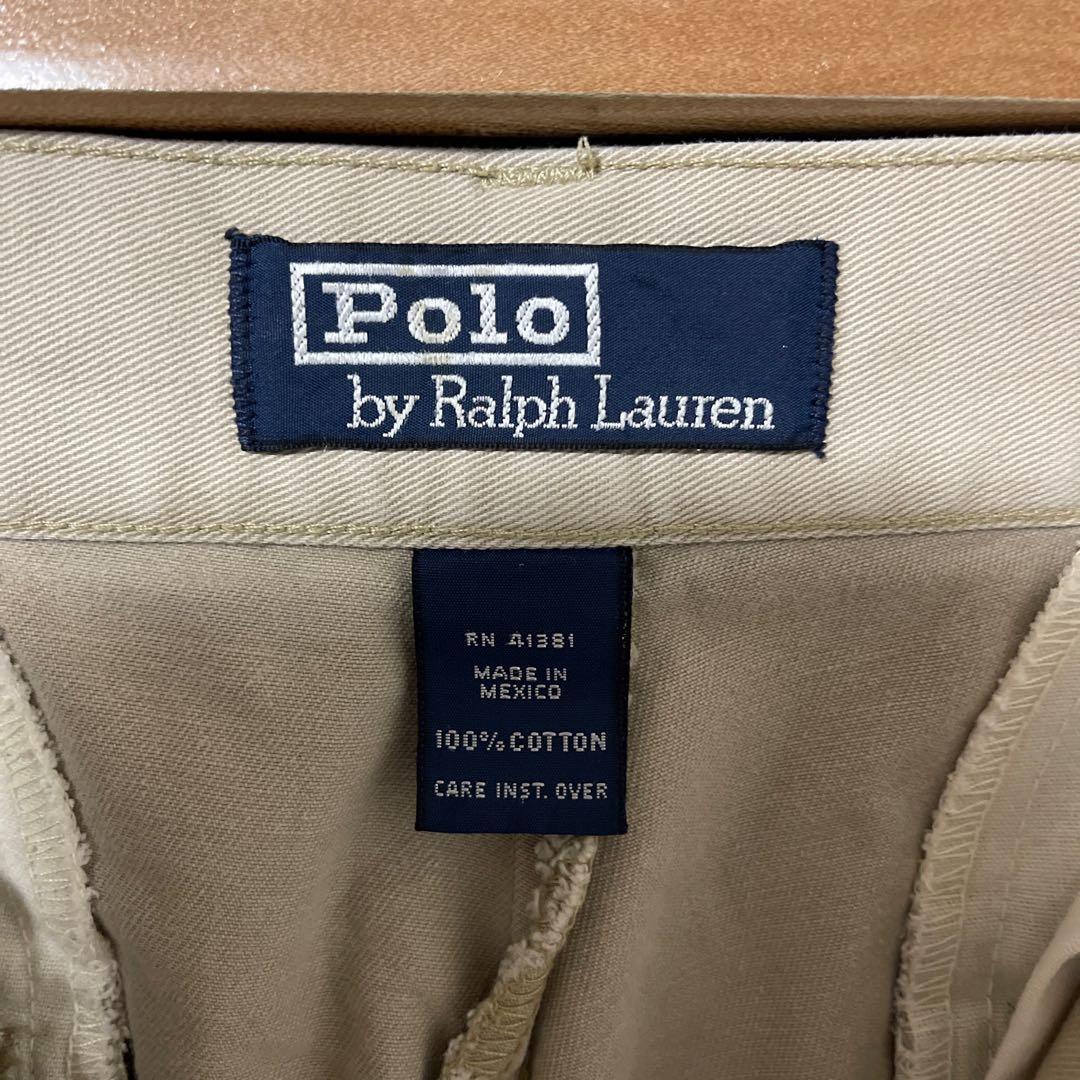 Polo
by Ralph Lauren
RN 41381
MADE IN
MEXICO
100% COTTON
CARE INST. OVER